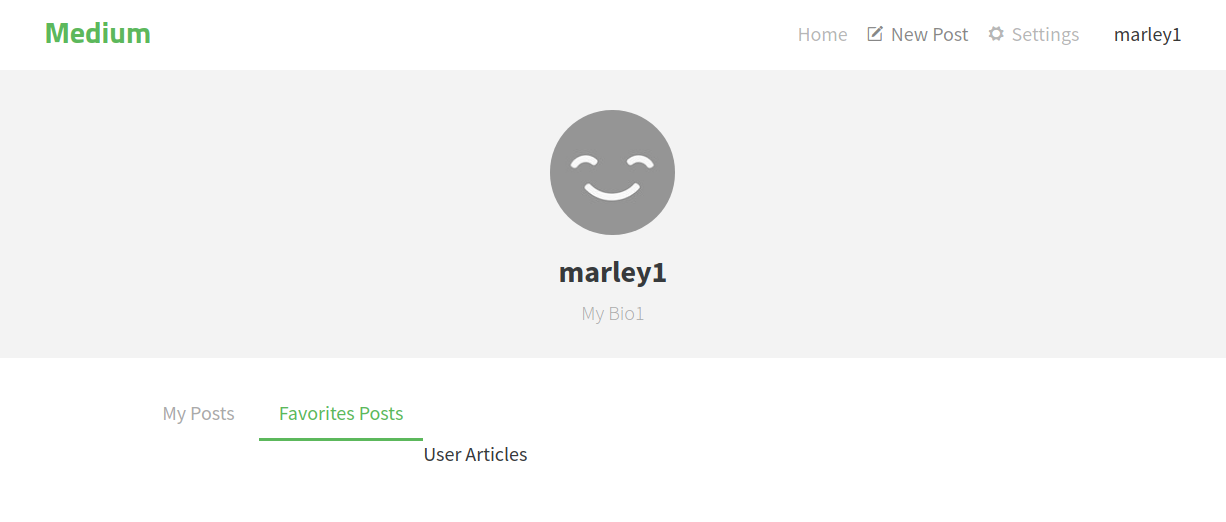 Medium
Home New Post Settings marley1
marley1
My Bio1
My Posts Favorites Posts
User Articles